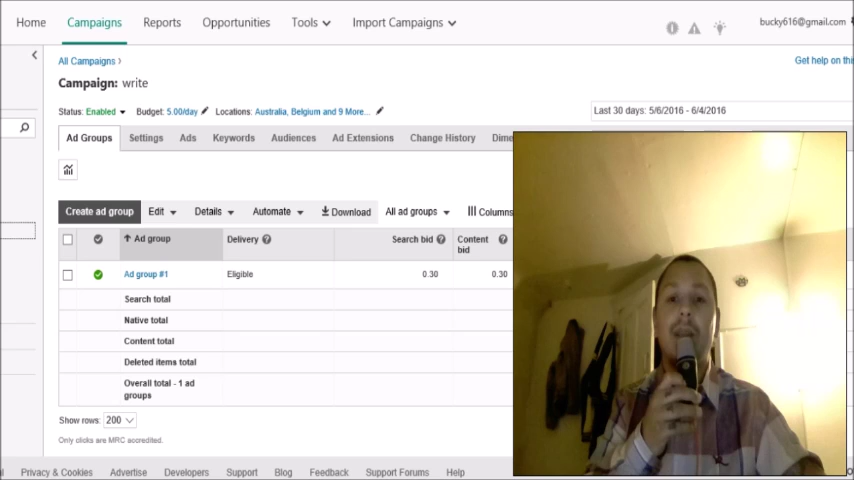 Home Campaigns Reports Opportunities Tools Import Campaigns
bucky616@gmail.com
All Campaigns ›
Get help on this
Campaign: write
Status: Enabled Budget: 5.00/day Locations: Australia, Belgium and 9 More...
Last 30 days: 5/6/2016 - 6/4/2016
Ad Groups Settings Ads Keywords Audiences Ad Extensions Change History Dime
Create ad group Edit Details Automate Download All ad groups Columns
Ad group Delivery Search bid Content bid
Ad group #1 Eligible 0.30 0.30
Search total
Native total
Content total
Deleted items total
Overall total - 1 ad
groups
Show rows: 200
Only clicks are MRC accredited.
Privacy & Cookies Advertise Developers Support Blog Feedback Support Forums Help